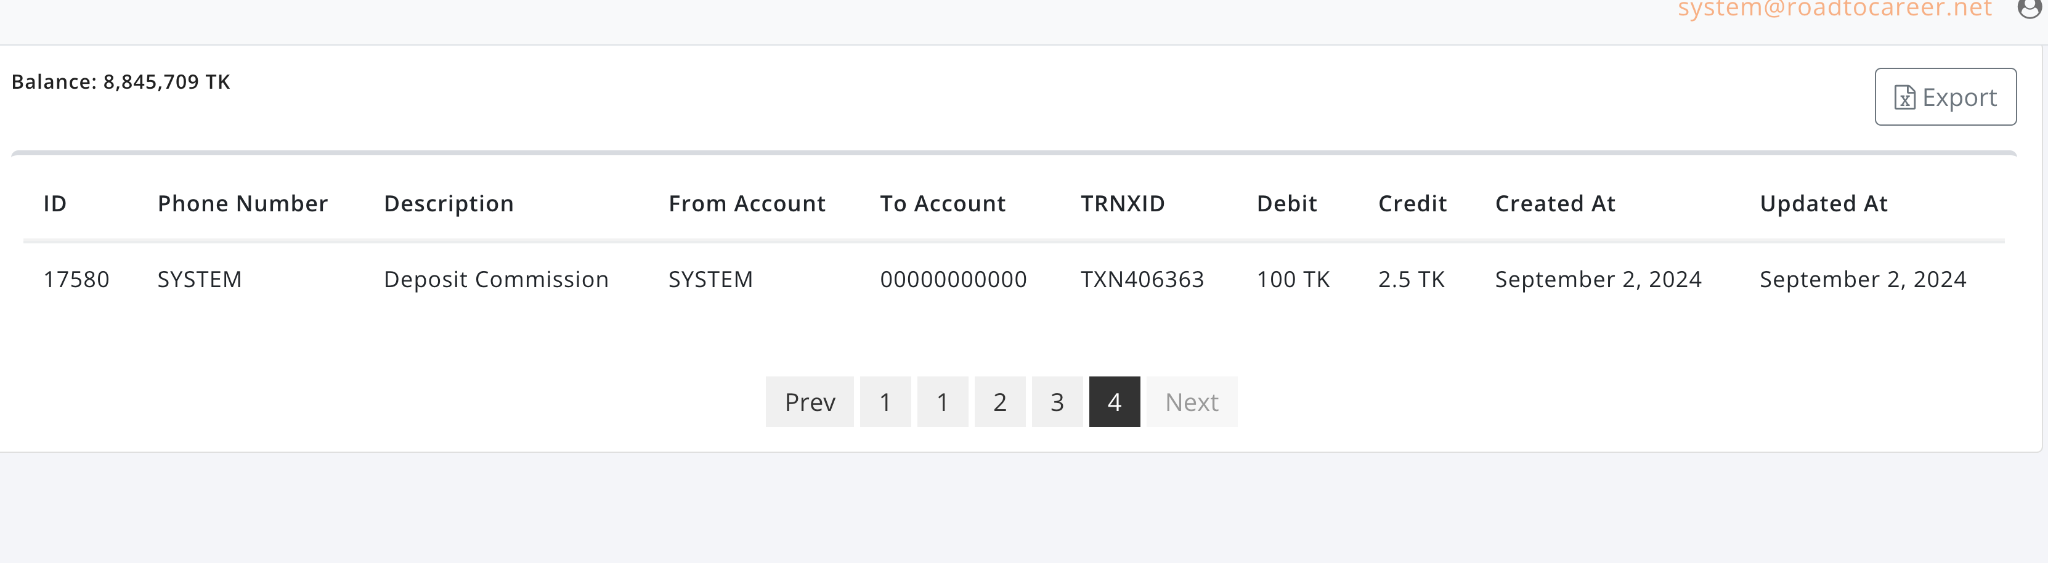 system@roadtocareer.net
Balance: 8,845,709 TK
Export
ID Phone Number Description From Account To Account TRNXID Debit Credit Created At Updated At
17580 SYSTEM Deposit Commission SYSTEM 00000000000 TXN406363 100 TK 2.5 TK September 2, 2024 September 2, 2024
Prev 1 1 2 3 4 Next